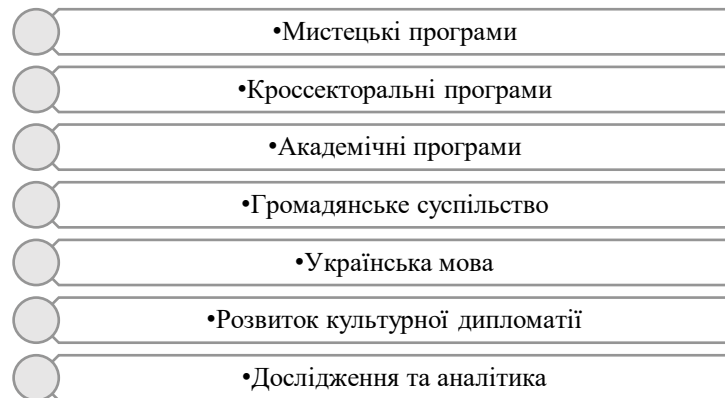 •Мистецькі програми
•Кроссекторальні програми
•Академічні програми
•Громадянське суспільство
•Українська мова
•Розвиток культурної дипломатії
•Дослідження та аналітика